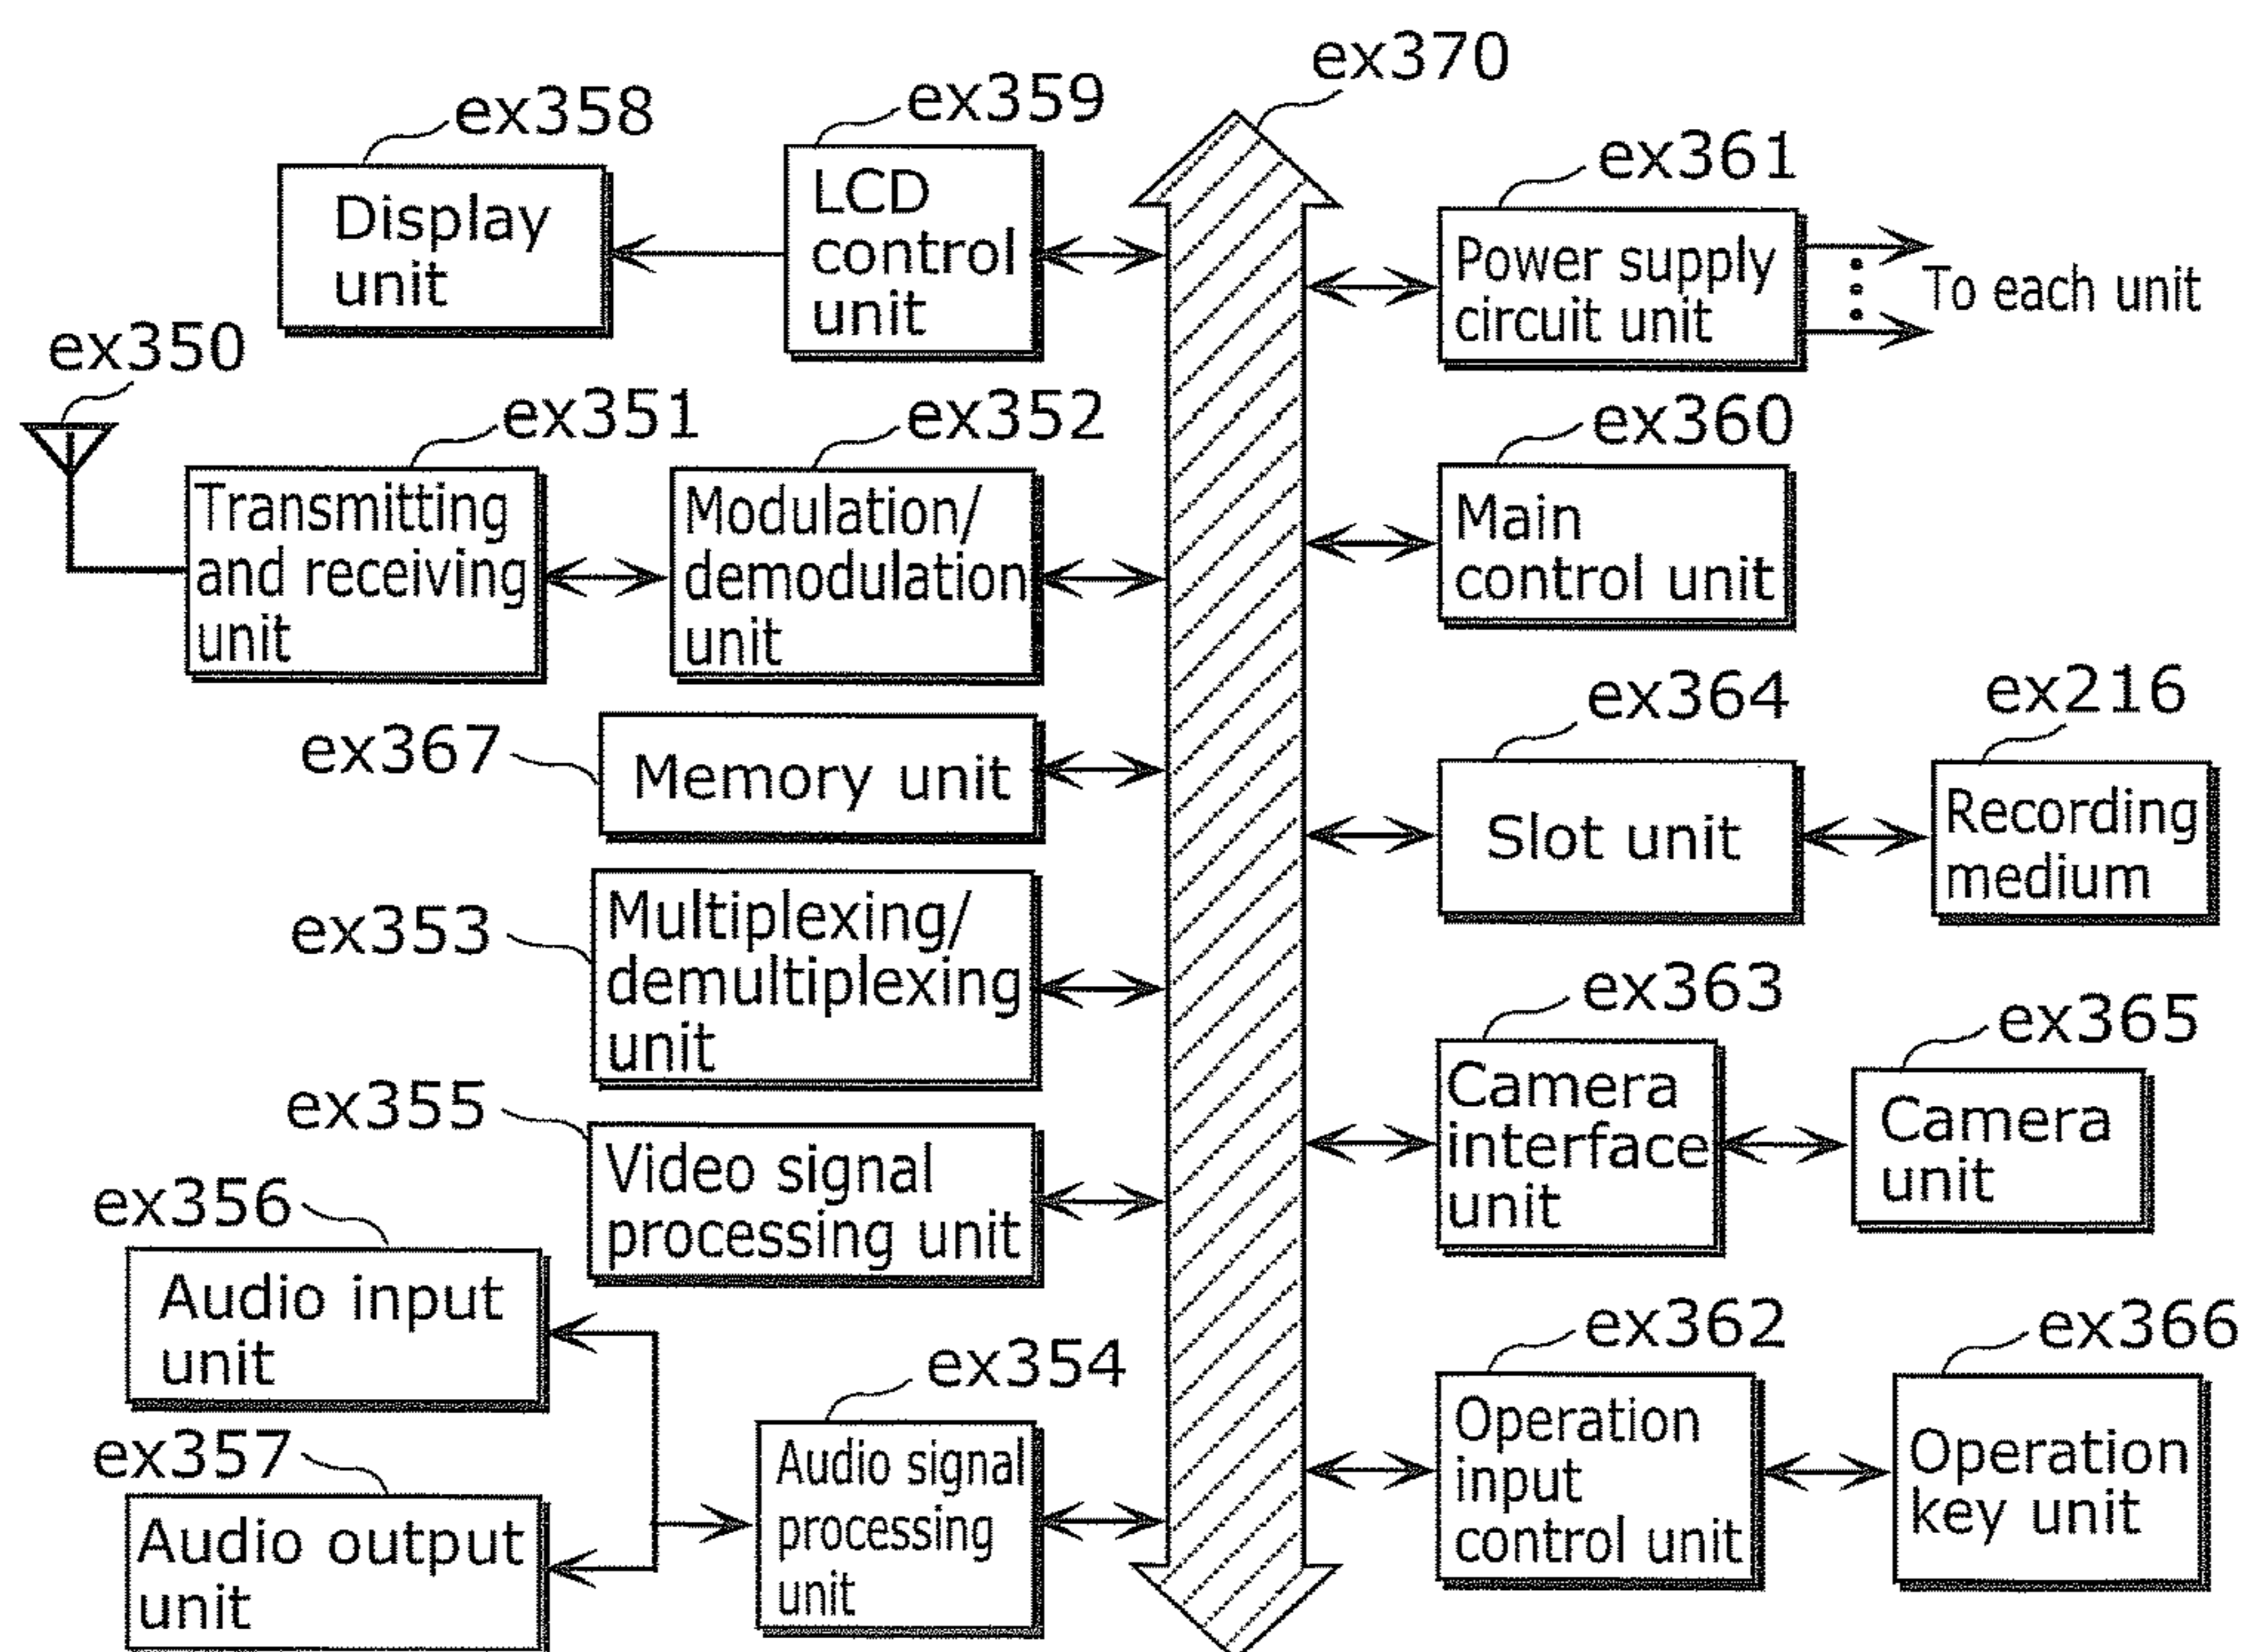 ex370
ex358
ex359
ex361
Display
unit
LCD
control
unit
Power supply
circuit unit
To each unit
ex350
ex351
ex352
ex360
Transmitting
and receiving
unit
Modulation/
demodulation
unit
Main
control unit
ex367
Memory unit
ex364
ex216
Slot unit
Recording
medium
ex353
Multiplexing/
demultiplexing
unit
ex363
ex365
Camera
interface
unit
Camera
unit
ex355
Video signal
processing unit
ex356
Audio input
unit
ex354
ex362
ex366
ex357
Audio output
unit
Audio signal
processing
unit
Operation
input
control unit
Operation
key unit